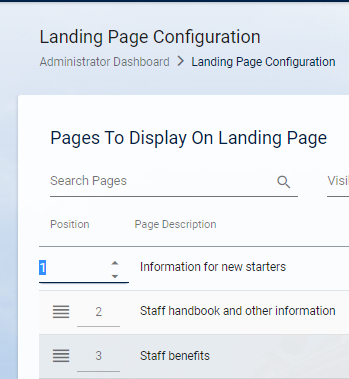 Landing Page Configuration
Administrator Dashboard > Landing Page Configuration
Pages To Display On Landing Page
Search Pages
Position Page Description
1 Information for new starters
2 Staff handbook and other information
3 Staff benefits